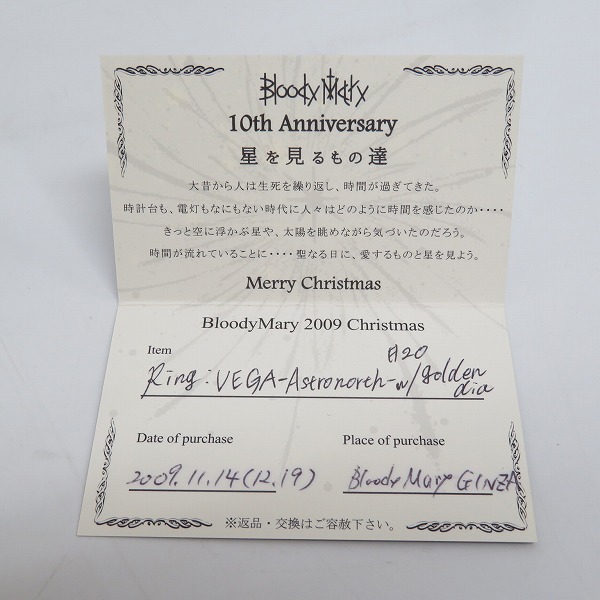 Bloody Mary
10th Anniversary
星を見るもの達
大昔から人は生死を繰り返し、時間が過ぎてきた。
時計台も、電灯もなにもない時代に人々はどのように時間を感じたのか・・・・
きっと空に浮かぶ星や、太陽を眺めながら気づいたのだろう。
時間が流れていることに・・・・聖なる日に、愛するものと星を見よう。
Merry Christmas
BloodyMary 2009 Christmas
Item
#20
Ring: VEGA-Astronorth-w/golden dia
Date of purchase
Place of purchase
2009.11.14(12.19)
Bloody Mary GINZA
※返品・交換はご容赦下さい。